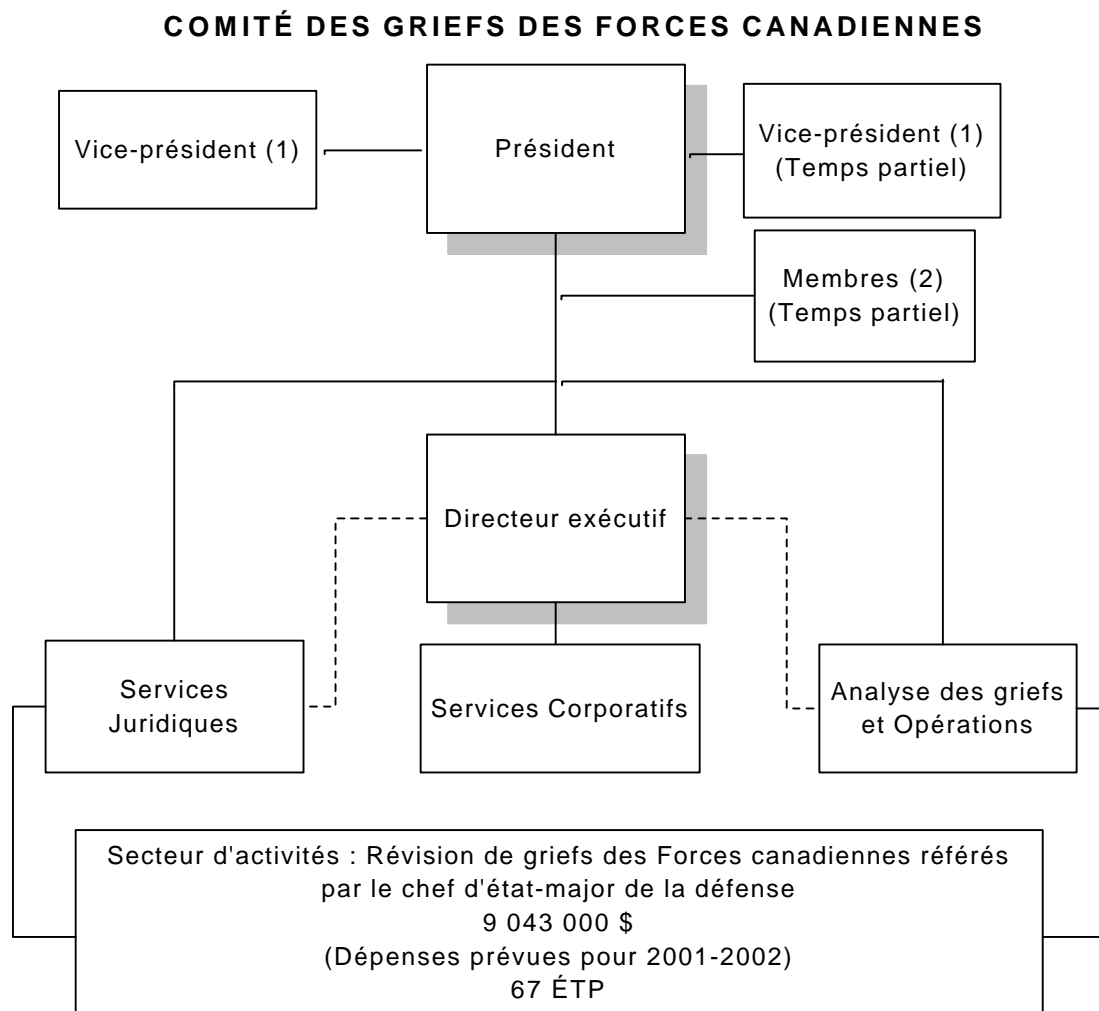 COMITÉ DES GRIEFS DES FORCES CANADIENNES
Vice-président (1)
Président
Vice-président (1)
(Temps partiel)
Membres (2)
(Temps partiel)
Directeur exécutif
Services
Juridiques
Services Corporatifs
Analyse des griefs
et Opérations
Secteur d'activités : Révision de griefs des Forces canadiennes référés
par le chef d'état-major de la défense
9 043 000 $
(Dépenses prévues pour 2001-2002)
67 ÉTP